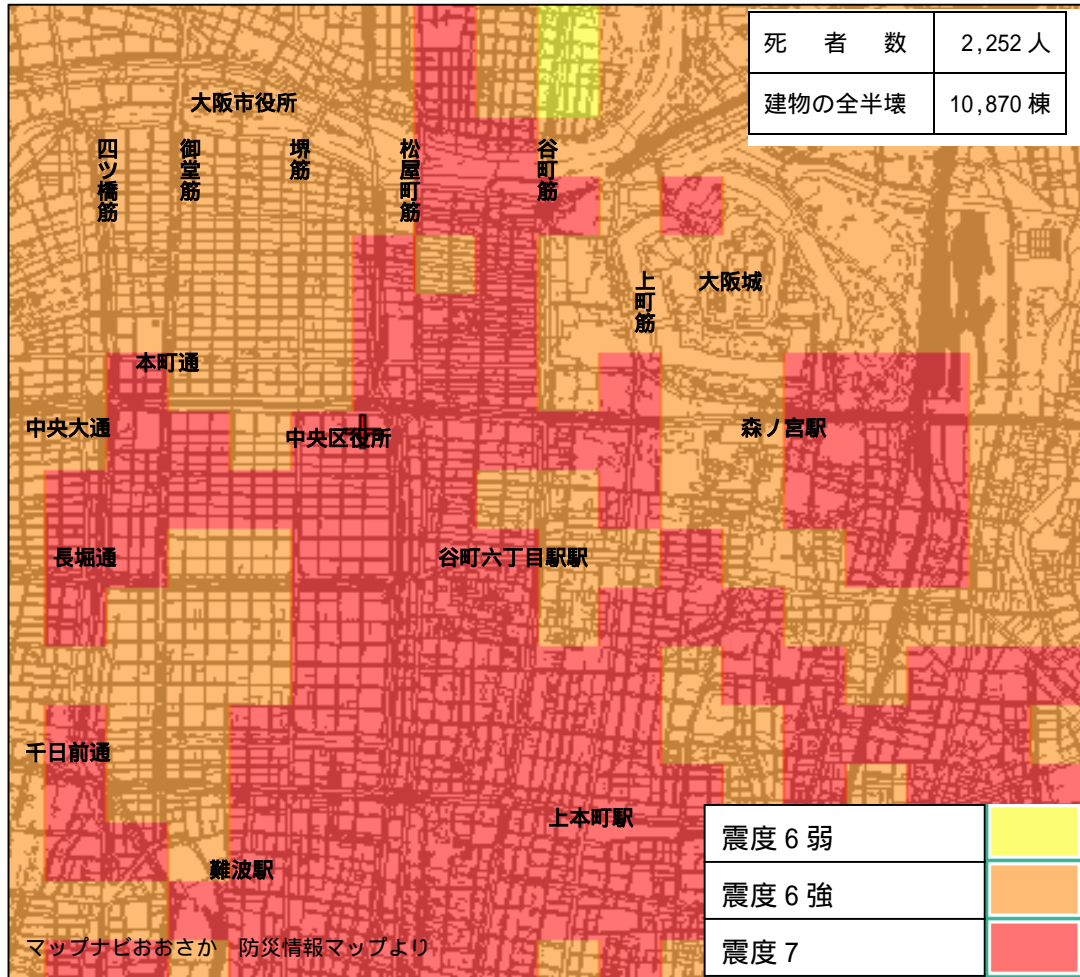 死者数 2,252人
建物の全半壊 10,870棟
大阪市役所
四ツ橋筋
御堂筋
堺筋
松屋町筋
谷町筋
上町筋
大阪城
本町通
中央大通
中央区役所
森ノ宮駅
長堀通
谷町六丁目駅駅
千日前通
上本町駅
難波駅
震度6弱
震度6強
震度7
マップナビおおさか 防災情報マップより